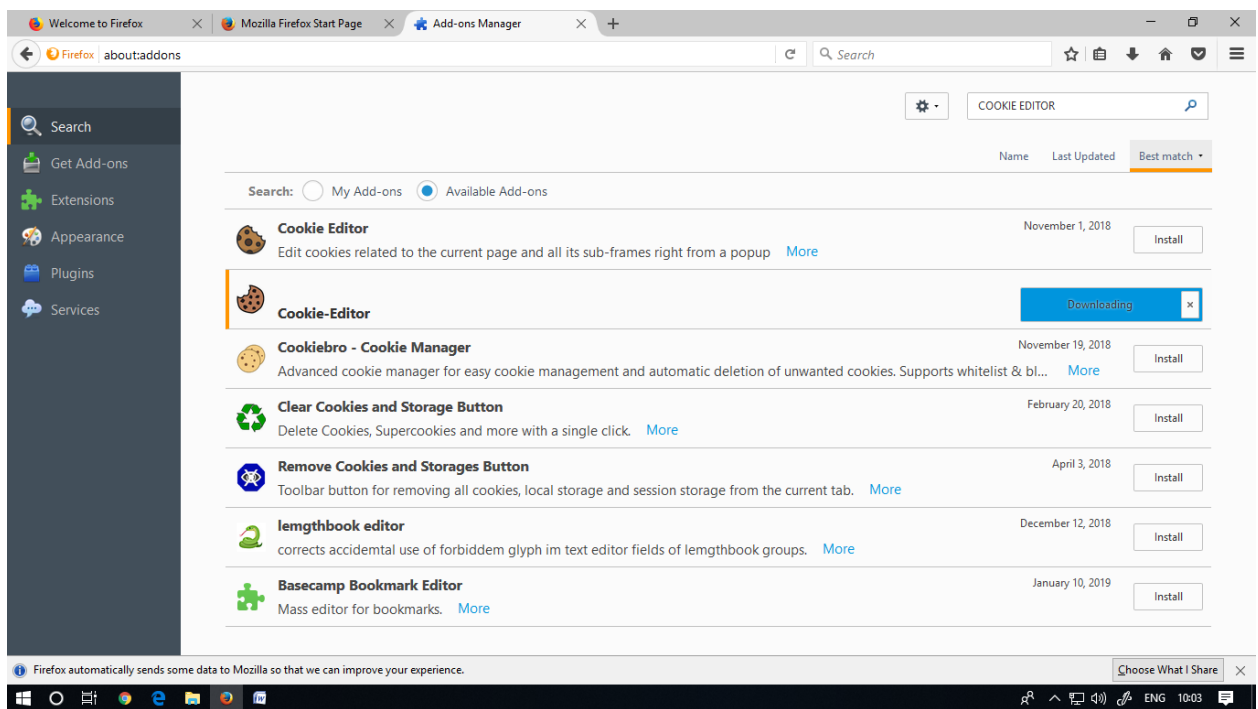 Welcome to Firefox
Mozilla Firefox Start Page
Add-ons Manager
Firefox about:addons
Search
COOKIE EDITOR
Search
Get Add-ons
Extensions
Appearance
Plugins
Services
Name Last Updated Best match
Search: My Add-ons Available Add-ons
Cookie Editor November 1, 2018
Edit cookies related to the current page and all its sub-frames right from a popup More Install
Cookie-Editor Downloading
Cookiebro - Cookie Manager November 19, 2018
Advanced cookie manager for easy cookie management and automatic deletion of unwanted cookies. Supports whitelist & bl... More Install
Clear Cookies and Storage Button February 20, 2018
Delete Cookies, Supercookies and more with a single click. More Install
Remove Cookies and Storages Button April 3, 2018
Toolbar button for removing all cookies, local storage and session storage from the current tab. More Install
lemgthbook editor December 12, 2018
corrects accidemtal use of forbiddem glyph im text editor fields of lemgthbook groups. More Install
Basecamp Bookmark Editor January 10, 2019
Mass editor for bookmarks. More Install
Firefox automatically sends some data to Mozilla so that we can improve your experience. Choose What I Share
ENG 10:03